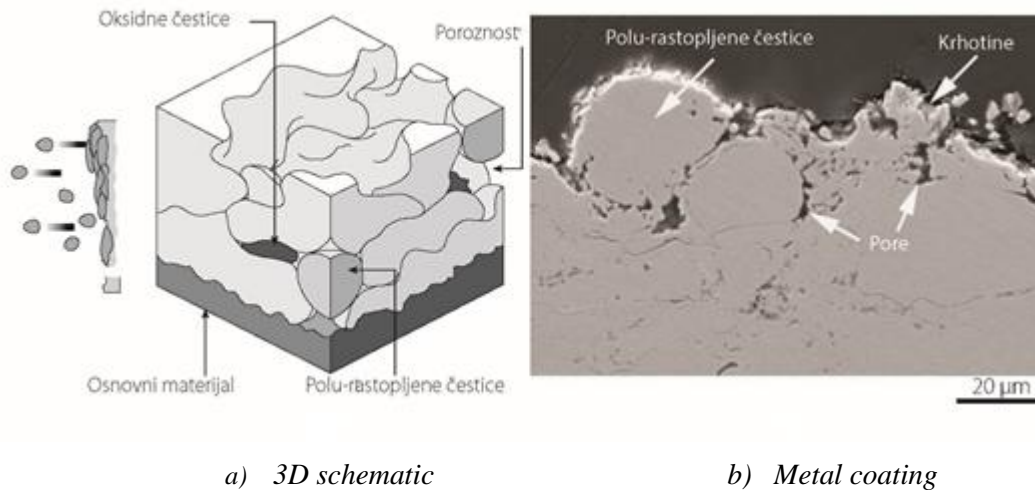 Oksidne čestice
Poroznost
Osnovni materijal
Polu-rastopljene čestice
Polu-rastopljene čestice
Krhotine
Pore
20 µm
a) 3D schematic
b) Metal coating